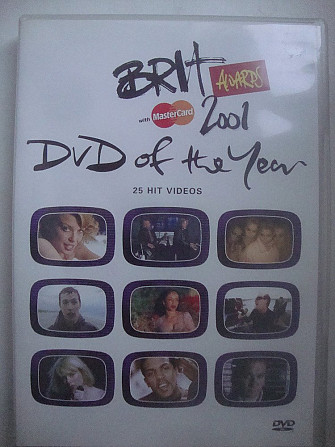 BRIT AWARDS
with MasterCard 2001
DVD of the Year
25 HIT VIDEOS
DVD